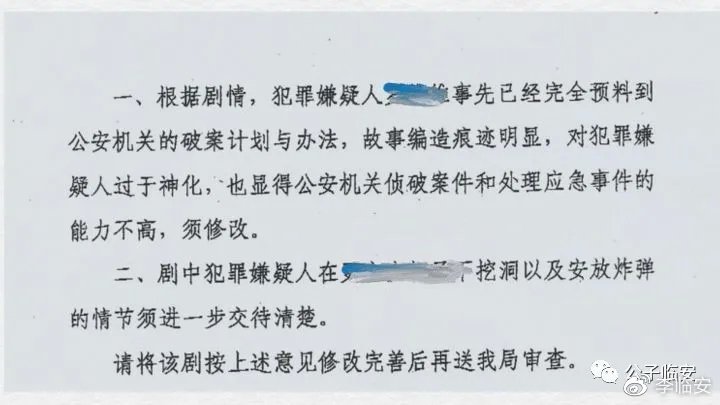 一、根据剧情，犯罪嫌疑人事先已经完全预料到
公安机关的破案计划与办法，故事编造痕迹明显，对犯罪嫌
疑人过于神化，也显得公安机关侦破案件和处理应急事件的
能力不高，须修改。
二、剧中犯罪嫌疑人在挖洞以及安放炸弹
的情节须进一步交待清楚。
请将该剧按上述意见修改完善后再送我局审查。
公子临安
李临安